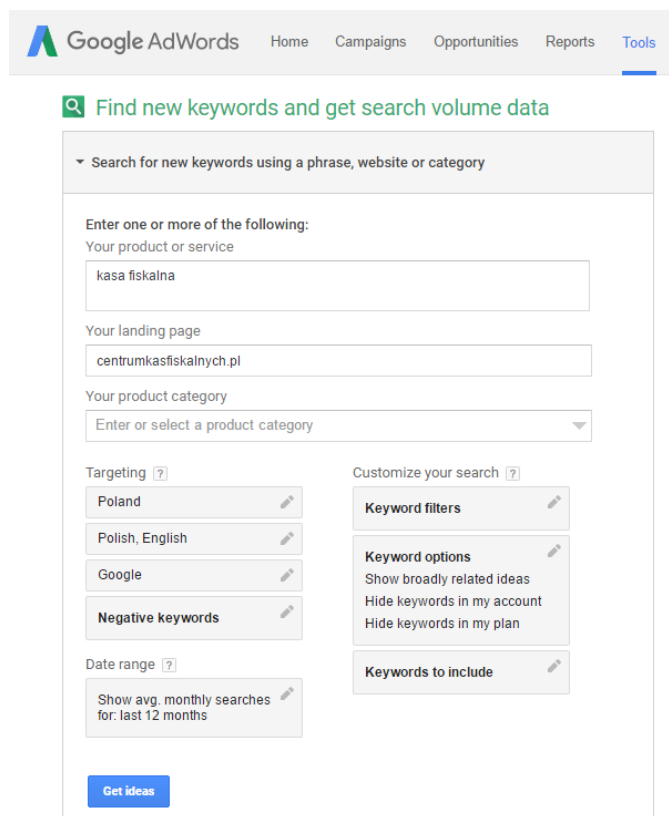 Google AdWords Home Campaigns Opportunities Reports Tools
Find new keywords and get search volume data
Search for new keywords using a phrase, website or category
Enter one or more of the following:
Your product or service
kasa fiskalna
Your landing page
centrumkasfiskalnych.pl
Your product category
Enter or select a product category
Targeting ?
Poland
Polish, English
Google
Negative keywords
Date range ?
Show avg. monthly searches
for: last 12 months
Customize your search ?
Keyword filters
Keyword options
Show broadly related ideas
Hide keywords in my account
Hide keywords in my plan
Keywords to include
Get ideas